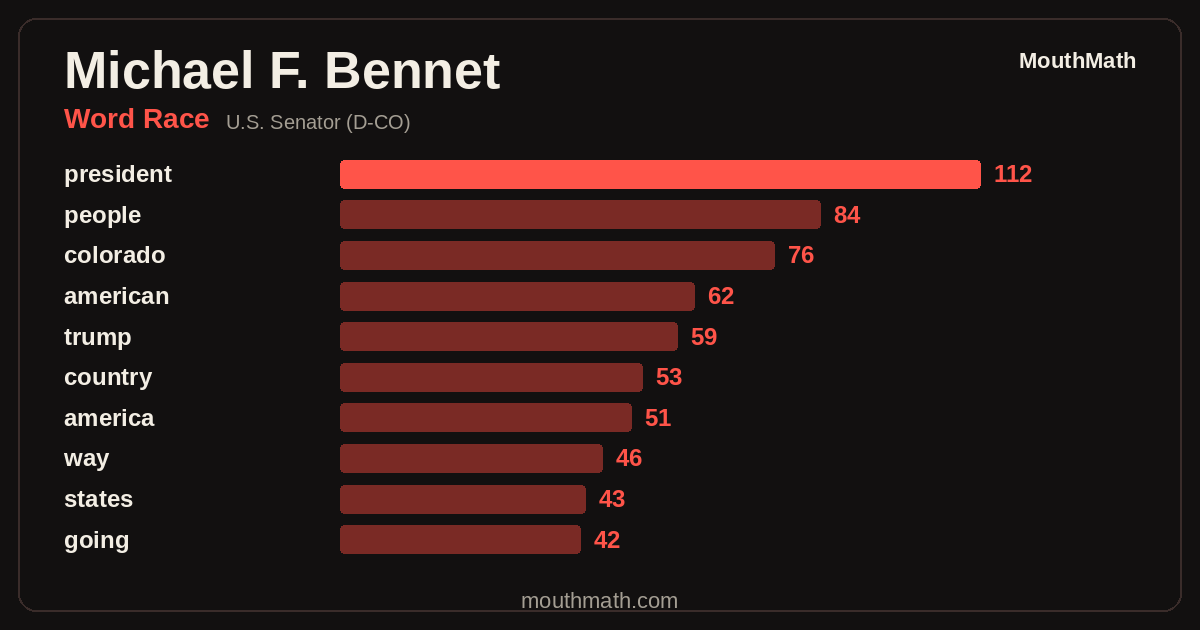 Michael F. Bennet
MouthMath
Word Race U.S. Senator (D-CO)
president 112
people 84
colorado 76
american 62
trump 59
country 53
america 51
way 46
states 43
going 42
mouthmath.com